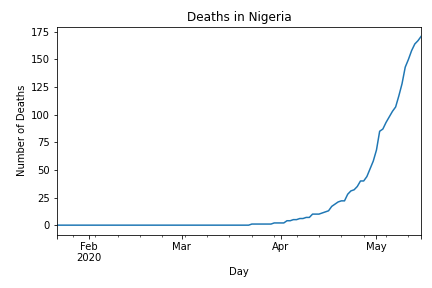 Deaths in Nigeria
175
150
125
100
75
50
25
0
Number of Deaths
Feb
2020
Mar
Apr
May
Day